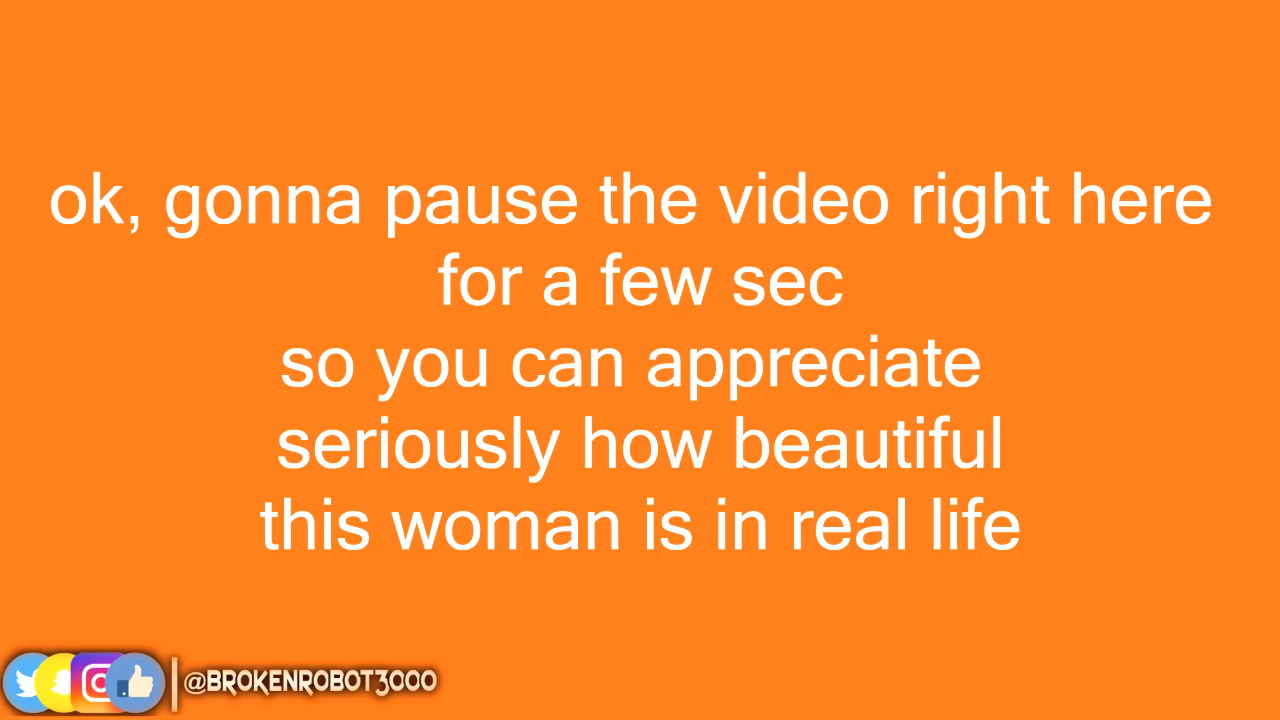 ok, gonna pause the video right here
for a few sec
so you can appreciate
seriously how beautiful
this woman is in real life
@BROKENROBOT3000